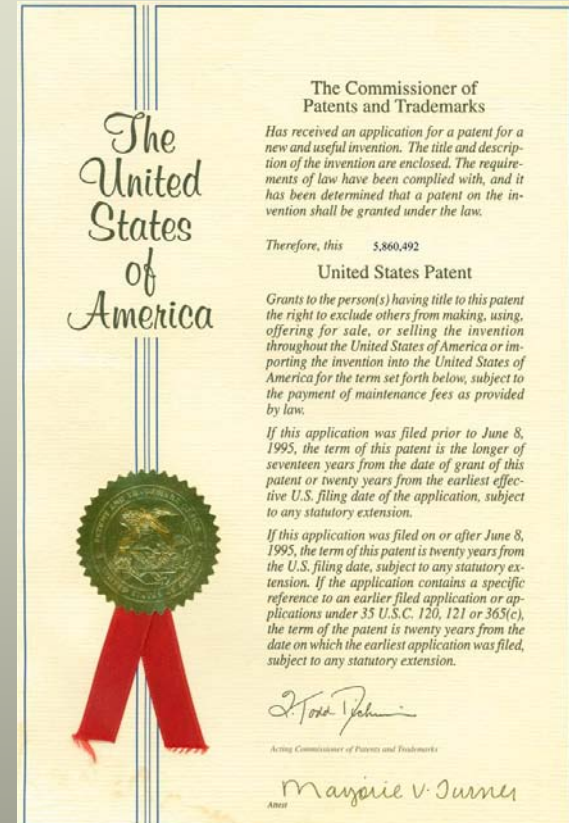 The
United
States
of
America
The Commissioner of
Patents and Trademarks
Has received an application for a patent for a
new and useful invention. The title and descrip-
tion of the invention are enclosed. The require-
ments of law have been complied with, and it
has been determined that a patent on the in-
vention shall be granted under the law.
Therefore, this 5,860,492
United States Patent
Grants to the person(s) having title to this patent
the right to exclude others from making, using,
offering for sale, or selling the invention
throughout the United States of America or im-
porting the invention into the United States of
America for the term set forth below, subject to
the payment of maintenance fees as provided
by law.
If this application was filed prior to June 8,
1995, the term of this patent is the longer of
seventeen years from the date of grant of this
patent or twenty years from the earliest effec-
tive U.S. filing date of the application, subject
to any statutory extension.
If this application was filed on or after June 8,
1995, the term of this patent is twenty years from
the U.S. filing date, subject to any statutory ex-
tension. If the application contains a specific
reference to an earlier filed application or ap-
plications under 35 U.S.C. 120, 121 or 365(c),
the term of the patent is twenty years from the
date on which the earliest application was filed,
subject to any statutory extension.
Acting Commissioner of Patents and Trademarks
Marjorie V. Turner
Attest